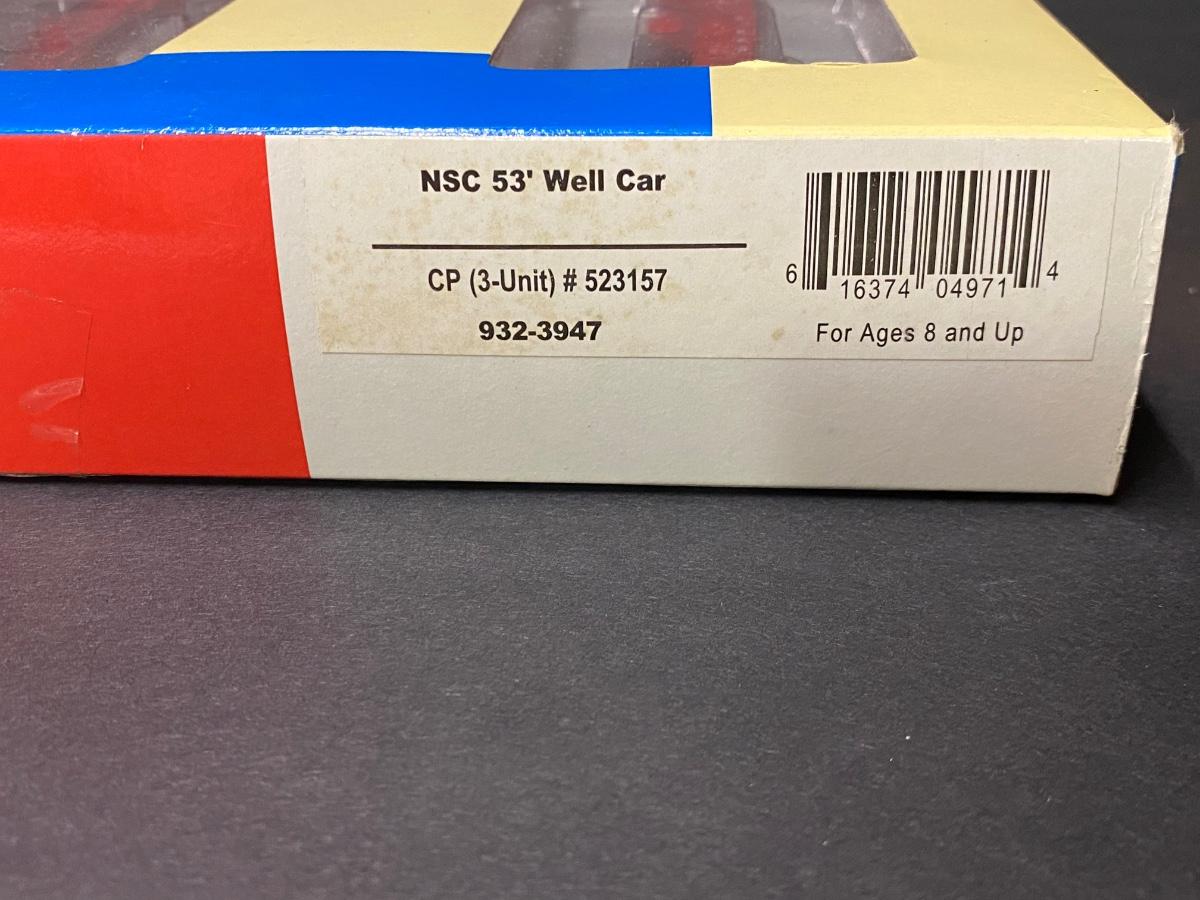 NSC 53' Well Car
CP (3-Unit) # 523157
932-3947
6 16374 04971 4
For Ages 8 and Up